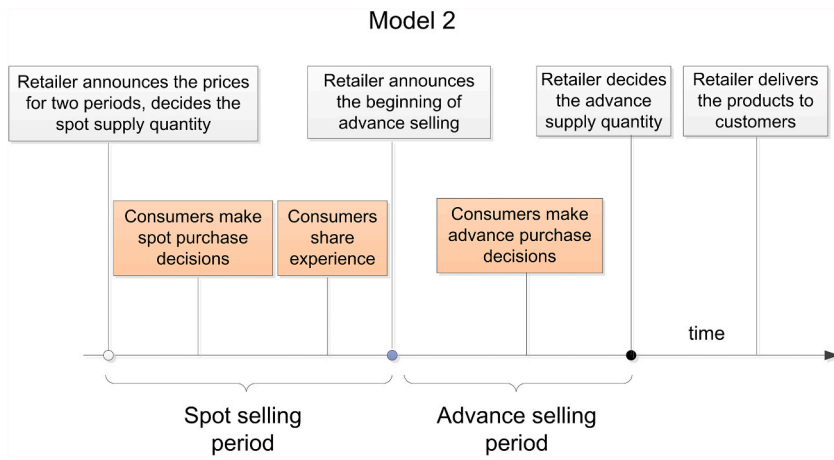 Model 2
Retailer announces the prices
for two periods, decides the
spot supply quantity
Retailer announces
the beginning of
advance selling
Retailer decides
the advance
supply quantity
Retailer delivers
the products to
customers
Consumers make
spot purchase
decisions
Consumers
share
experience
Consumers make
advance purchase
decisions
time
Spot selling
period
Advance selling
period